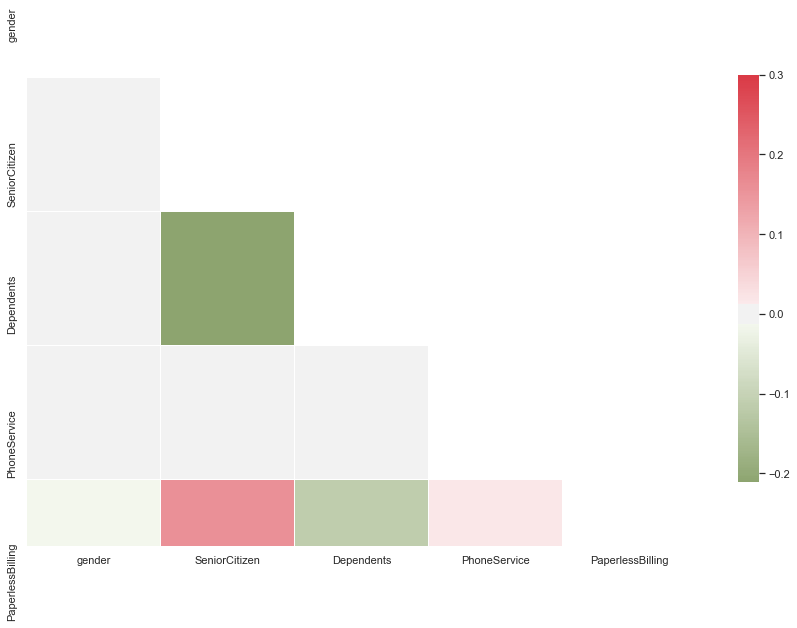 gender
SeniorCitizen
Dependents
PhoneService
PaperlessBilling
gender SeniorCitizen Dependents PhoneService PaperlessBilling
0.3
0.2
0.1
0.0
−0.1
−0.2